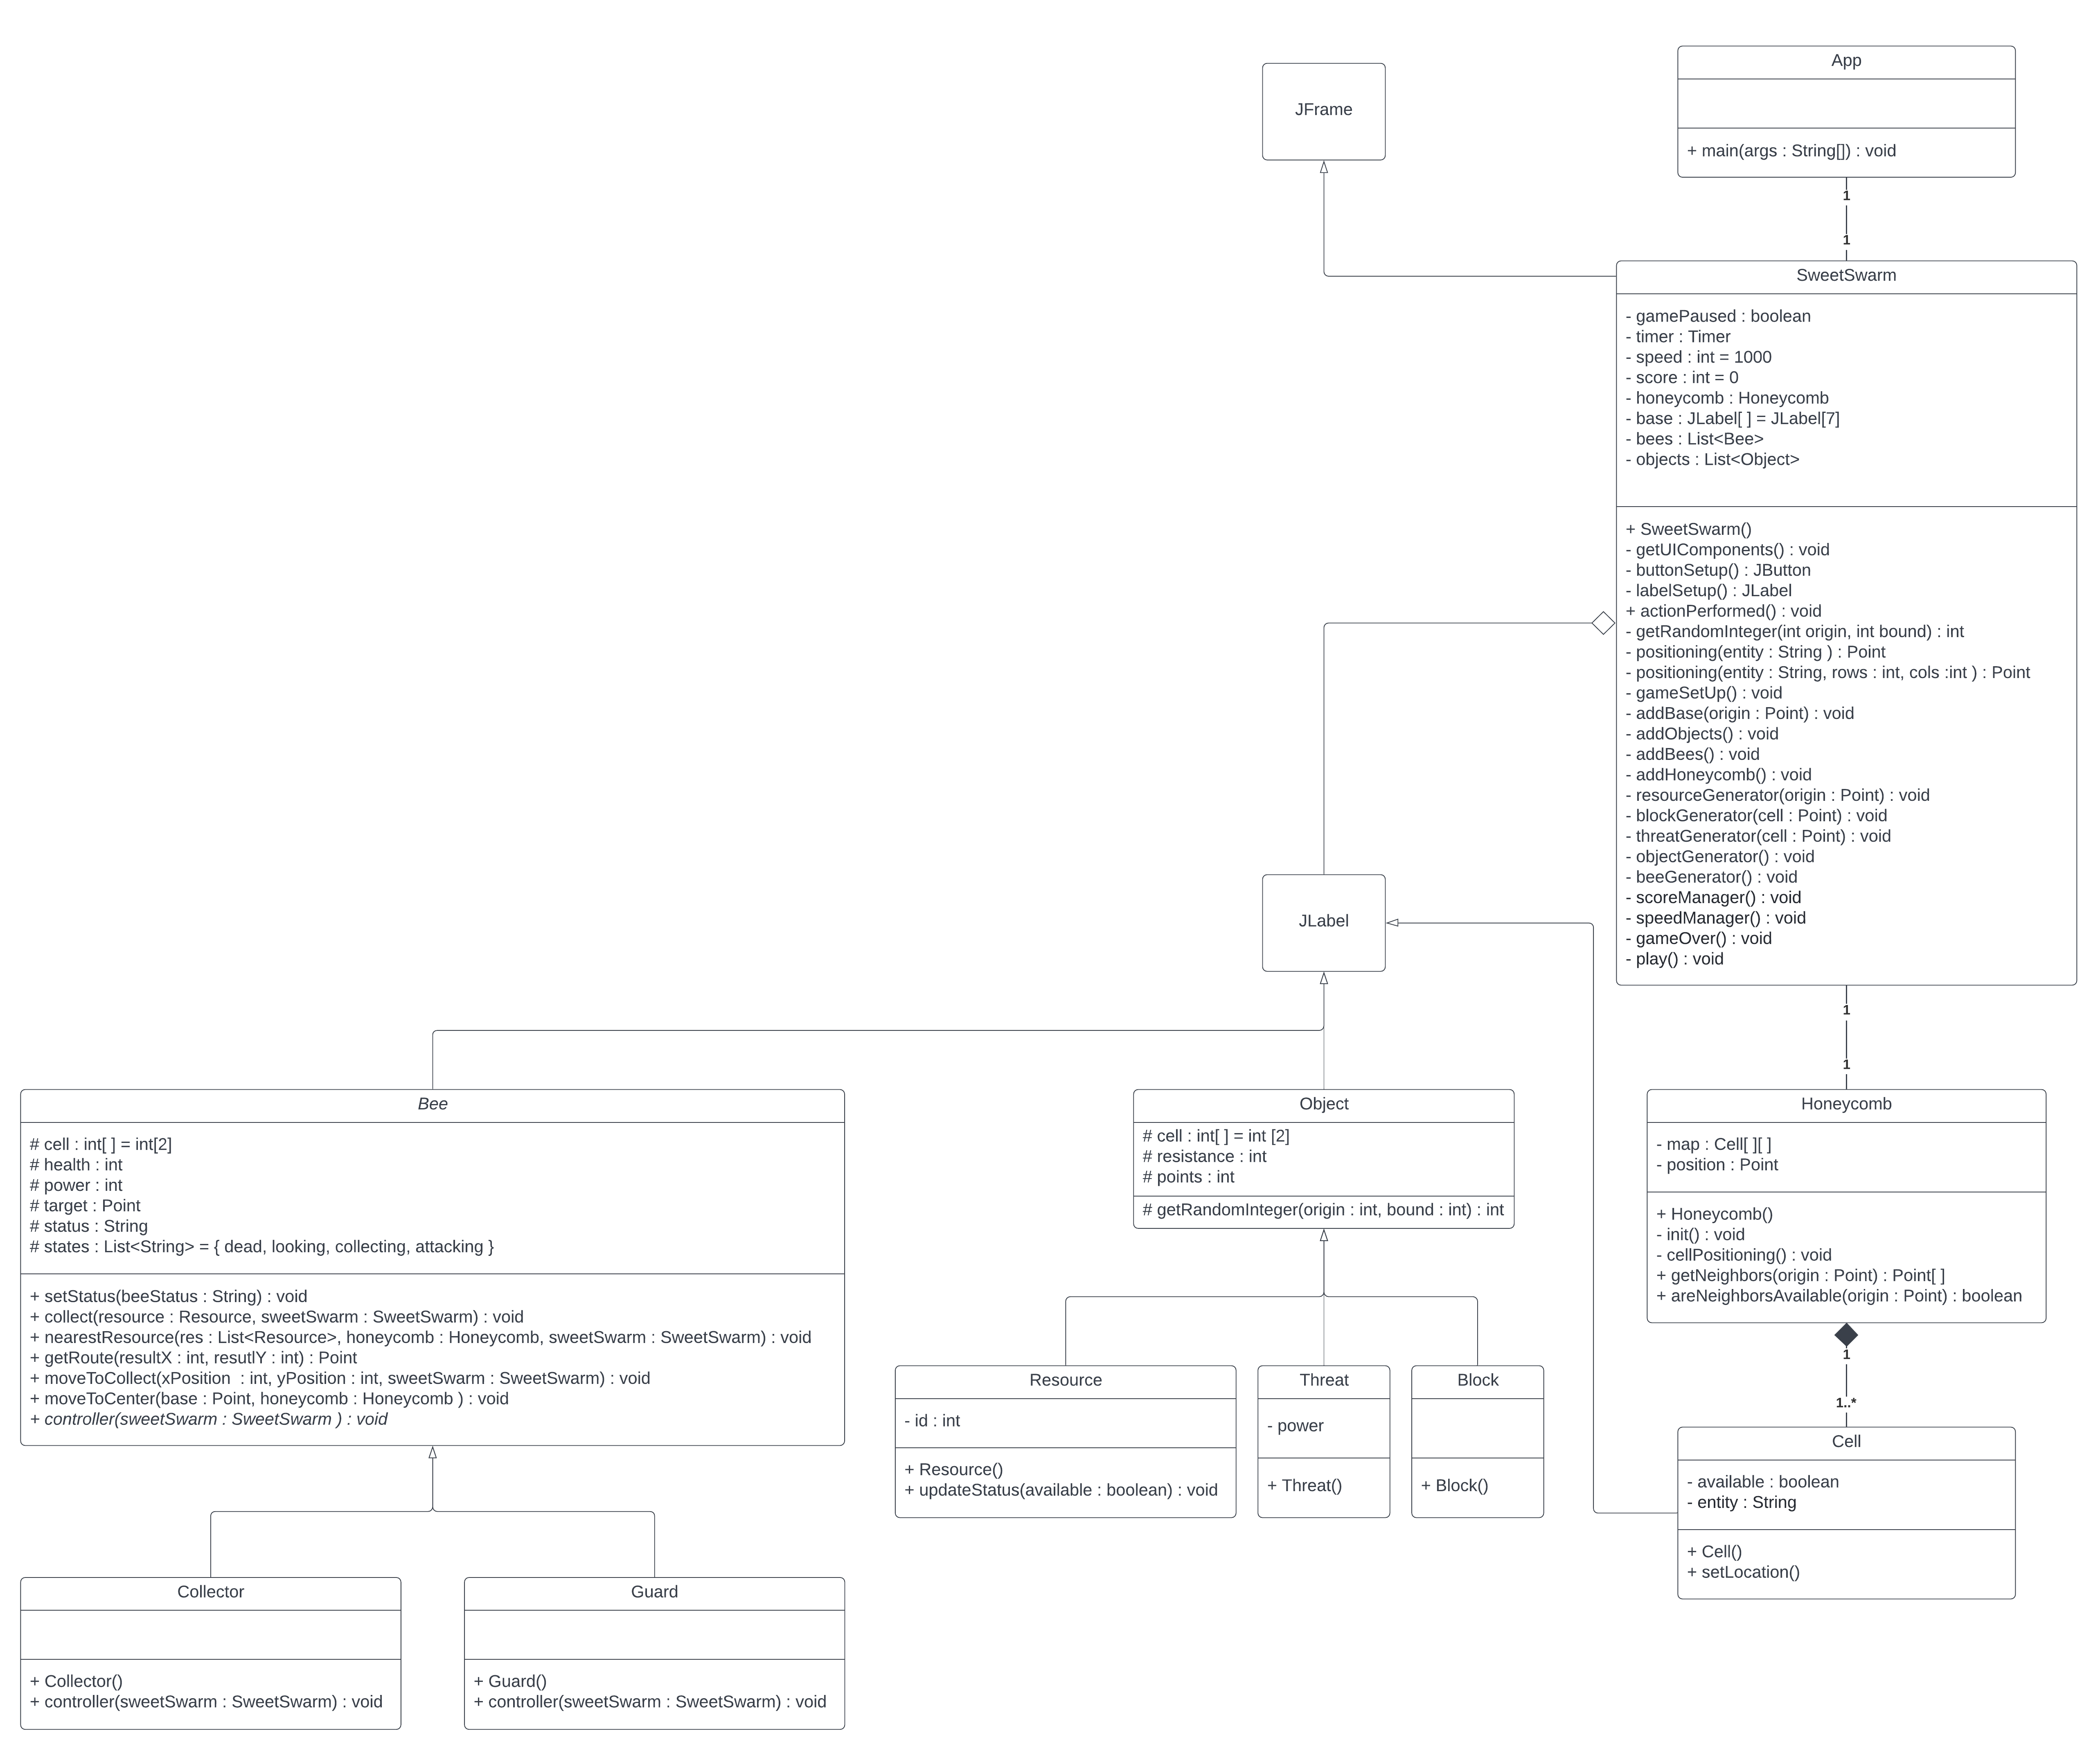 JFrame
App
+ main(args : String[]) : void
1
1
SweetSwarm
- gamePaused : boolean
- timer : Timer
- speed : int = 1000
- score : int = 0
- honeycomb : Honeycomb
- base : JLabel[ ] = JLabel[7]
- bees : List<Bee>
- objects : List<Object>
+ SweetSwarm()
- getUIComponents() : void
- buttonSetup() : JButton
- labelSetup() : JLabel
+ actionPerformed() : void
- getRandomInteger(int origin, int bound) : int
- positioning(entity : String ) : Point
- positioning(entity : String, rows : int, cols :int ) : Point
- gameSetUp() : void
- addBase(origin : Point) : void
- addObjects() : void
- addBees() : void
- addHoneycomb() : void
- resourceGenerator(origin : Point) : void
- blockGenerator(cell : Point) : void
- threatGenerator(cell : Point) : void
- objectGenerator() : void
- beeGenerator() : void
- scoreManager() : void
- speedManager() : void
- gameOver() : void
- play() : void
JLabel
1
1
Bee
# cell : int[ ] = int[2]
# health : int
# power : int
# target : Point
# status : String
# states : List<String> = { dead, looking, collecting, attacking }
+ setStatus(beeStatus : String) : void
+ collect(resource : Resource, sweetSwarm : SweetSwarm) : void
+ nearestResource(res : List<Resource>, honeycomb : Honeycomb, sweetSwarm : SweetSwarm) : void
+ getRoute(resultX : int, resutlY : int) : Point
+ moveToCollect(xPosition  : int, yPosition : int, sweetSwarm : SweetSwarm) : void
+ moveToCenter(base : Point, honeycomb : Honeycomb ) : void
+ controller(sweetSwarm : SweetSwarm ) : void
Object
# cell : int[ ] = int [2]
# resistance : int
# points : int
# getRandomInteger(origin : int, bound : int) : int
Honeycomb
- map : Cell[ ][ ]
- position : Point
+ Honeycomb()
- init() : void
- cellPositioning() : void
+ getNeighbors(origin : Point) : Point[ ]
+ areNeighborsAvailable(origin : Point) : boolean
1
1..*
Resource
- id : int
+ Resource()
+ updateStatus(available : boolean) : void
Threat
- power
+ Threat()
Block
+ Block()
Cell
- available : boolean
- entity : String
+ Cell()
+ setLocation()
Collector
+ Collector()
+ controller(sweetSwarm : SweetSwarm) : void
Guard
+ Guard()
+ controller(sweetSwarm : SweetSwarm) : void